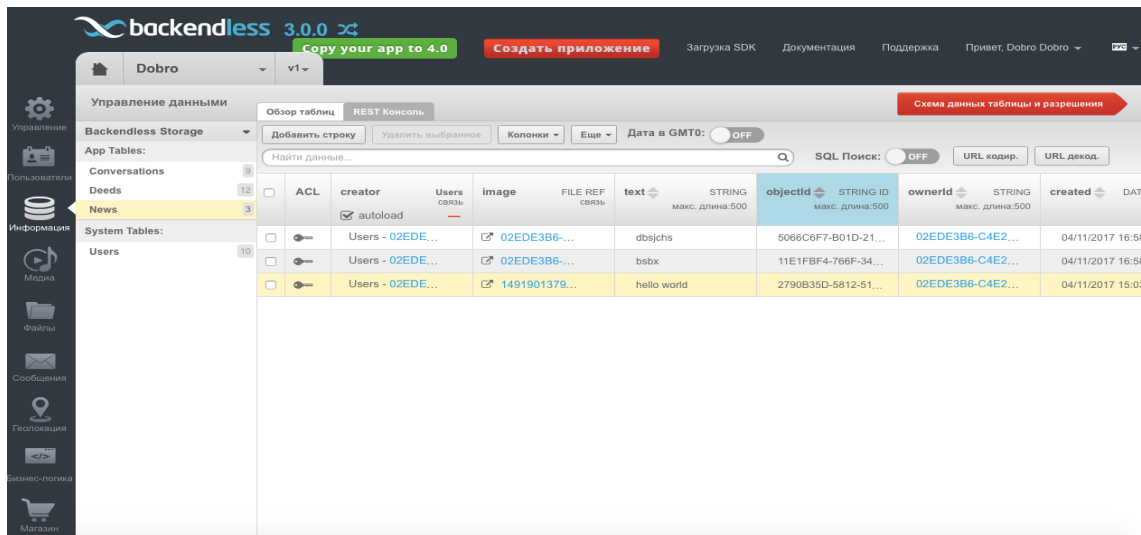 backendless 3.0.0
Copy your app to 4.0
Создать приложение
Загрузка SDK
Документация
Поддержка
Привет, Dobro Dobro
РУС
Dobro
v1
Управление
Пользователи
Информация
Медиа
Файлы
Сообщения
Геолокация
Бизнес-логика
Магазин
Управление данными
Backendless Storage
App Tables:
Conversations 9
Deeds 12
News 3
System Tables:
Users 10
Обзор таблиц
REST Консоль
Схема данных таблицы и разрешения
Добавить строку
Удалить выбранное
Колонки
Еще
Дата в GMT0: OFF
Найти данные...
SQL Поиск: OFF
URL кодир.
URL декод.
ACL creator Users image FILE REF text STRING objectId STRING ID ownerId STRING created DAT
связь связь макс. длина:500 макс. длина:500 макс. длина:500
autoload
Users - 02EDE... 02EDE3B6-... dbsjchs 5066C6F7-B01D-21... 02EDE3B6-C4E2... 04/11/2017 16:58
Users - 02EDE... 02EDE3B6-... bsbx 11E1FBF4-766F-34... 02EDE3B6-C4E2... 04/11/2017 16:58
Users - 02EDE... 1491901379... hello world 2790B35D-5812-51... 02EDE3B6-C4E2... 04/11/2017 15:03